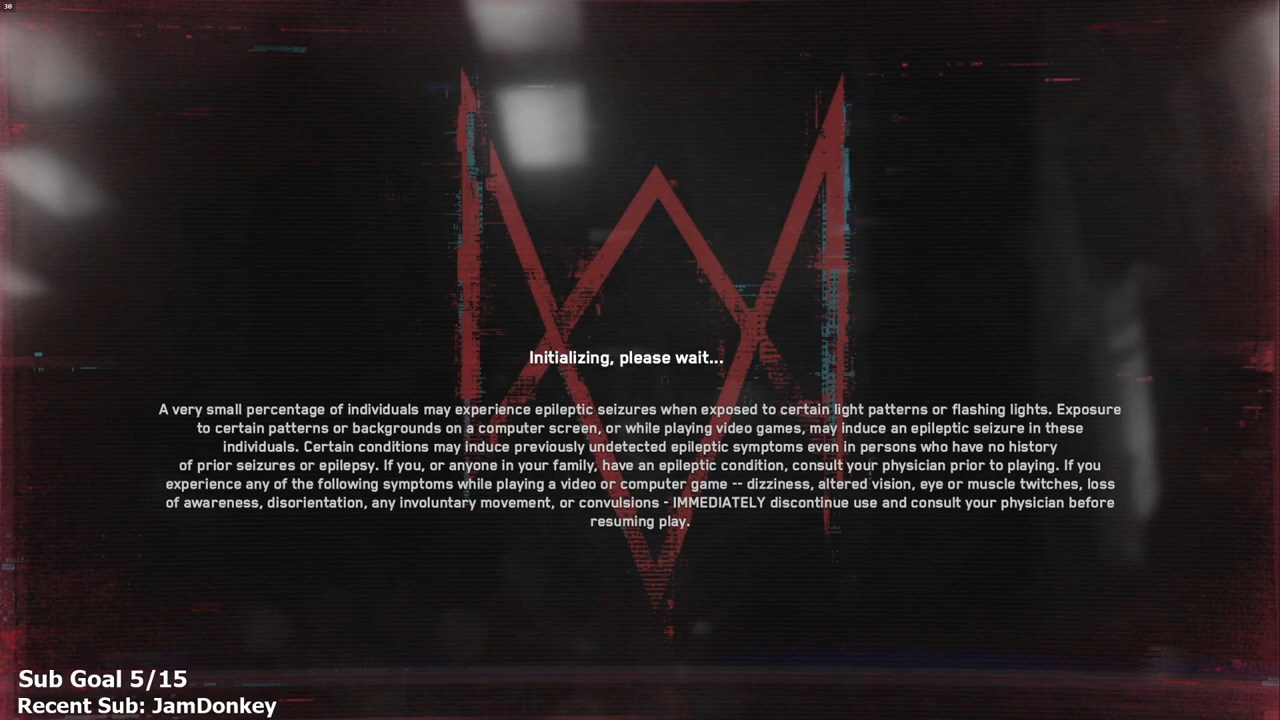 30
Initializing, please wait...
A very small percentage of individuals may experience epileptic seizures when exposed to certain light patterns or flashing lights. Exposure
to certain patterns or backgrounds on a computer screen, or while playing video games, may induce an epileptic seizure in these
individuals. Certain conditions may induce previously undetected epileptic symptoms even in persons who have no history
of prior seizures or epilepsy. If you, or anyone in your family, have an epileptic condition, consult your physician prior to playing. If you
experience any of the following symptoms while playing a video or computer game -- dizziness, altered vision, eye or muscle twitches, loss
of awareness, disorientation, any involuntary movement, or convulsions - IMMEDIATELY discontinue use and consult your physician before
resuming play.
Sub Goal 5/15
Recent Sub: JamDonkey